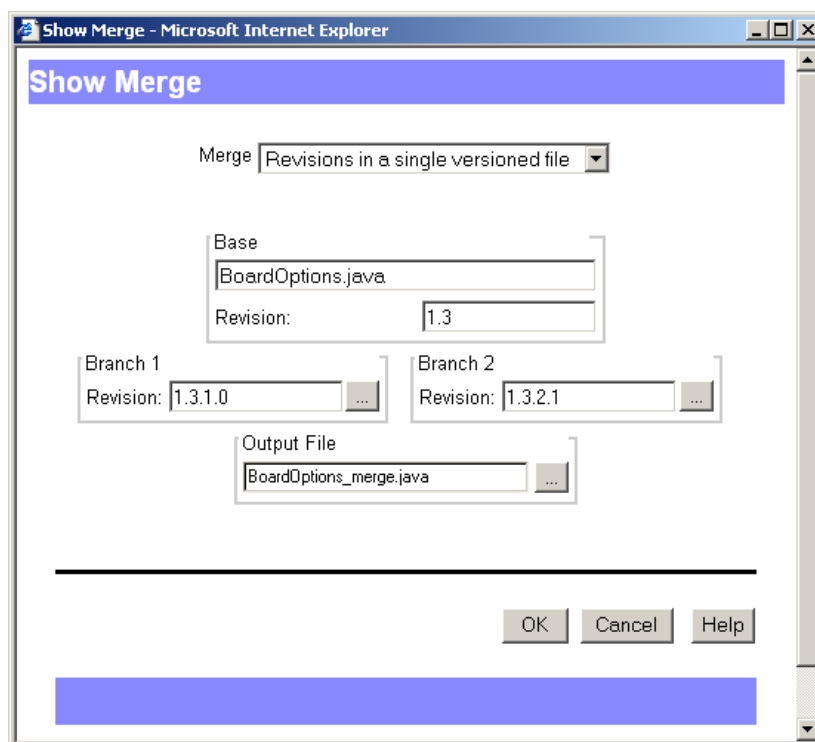 Show Merge - Microsoft Internet Explorer
Show Merge
Merge Revisions in a single versioned file
Base
BoardOptions.java
Revision: 1.3
Branch 1
Revision: 1.3.1.0 ...
Branch 2
Revision: 1.3.2.1 ...
Output File
BoardOptions_merge.java ...
OK Cancel Help